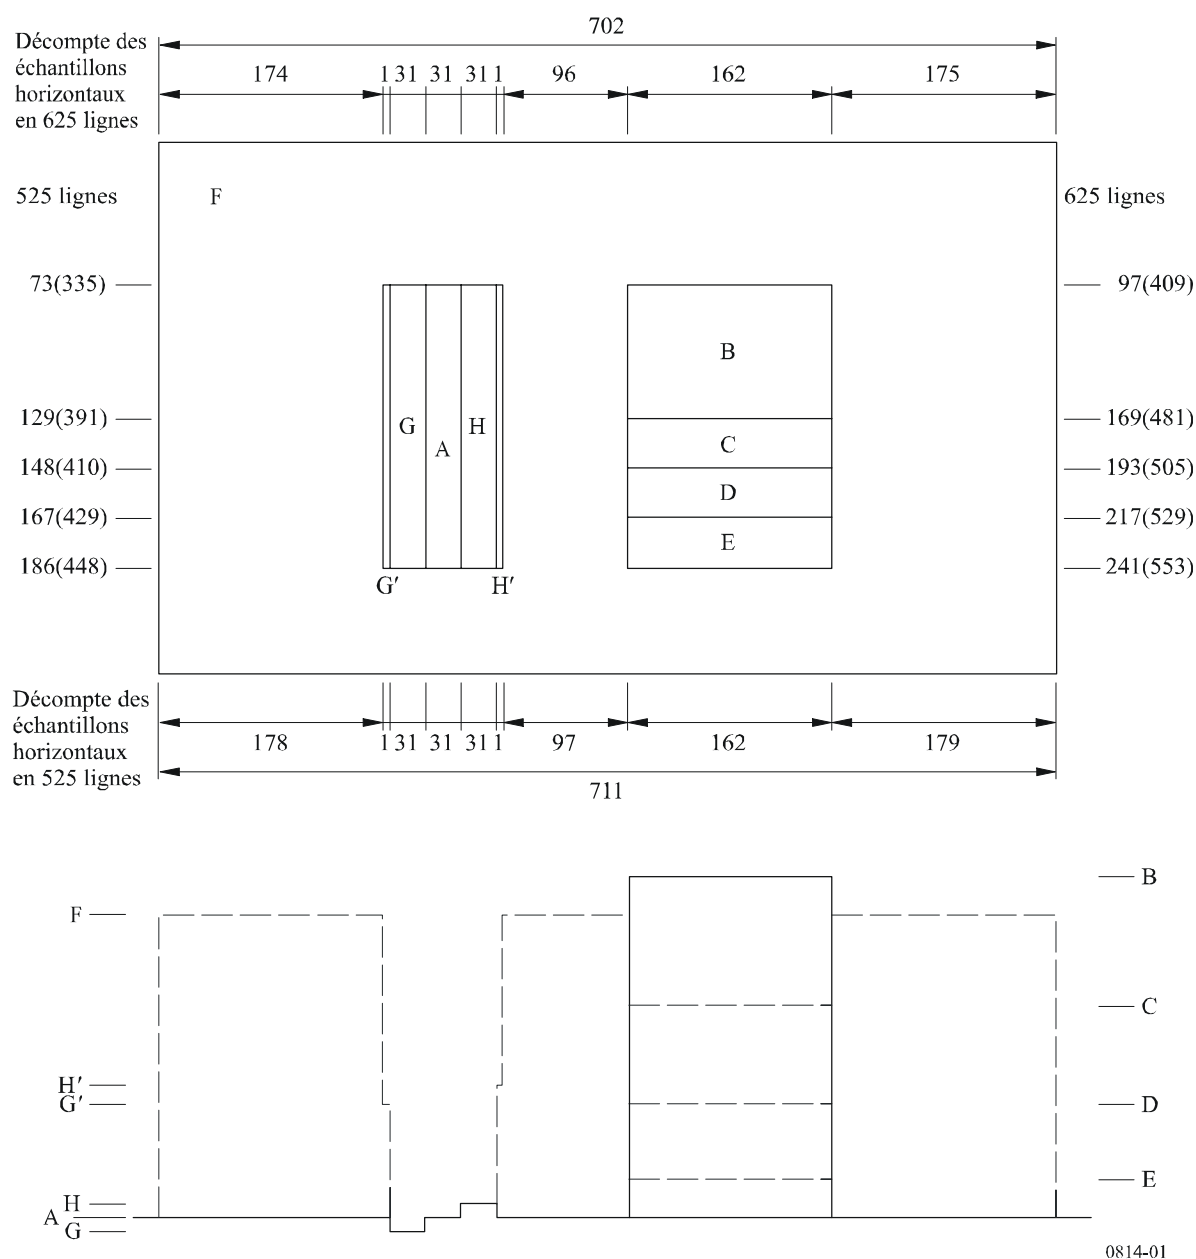 702
Décompte des
échantillons
horizontaux
en 625 lignes
174 1 31 31 31 1 96 162 175
525 lignes F 625 lignes
73(335) 97(409)
B
129(391) 169(481)
G H
A C
148(410) 193(505)
D
167(429) 217(529)
E
186(448) 241(553)
G′ H′
Décompte des
échantillons
horizontaux
en 525 lignes
178 1 31 31 31 1 97 162 179
711
B
F
C
H′
G′ D
E
H
A
G
0814-01